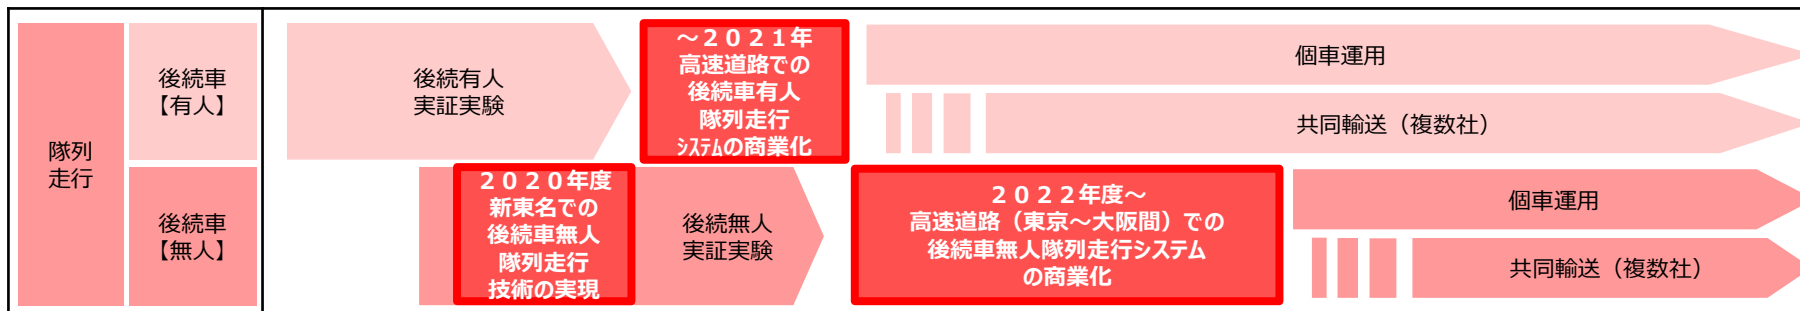 隊列
走行
後続車
【有人】
後続有人
実証実験
～２０２１年
高速道路での
後続車有人
隊列走行
ｼｽﾃﾑの商業化
個車運用
共同輸送（複数社）
後続車
【無人】
２０２０年度
新東名での
後続車無人
隊列走行
技術の実現
後続無人
実証実験
２０２２年度～
高速道路（東京～大阪間）での
後続車無人隊列走行ｼｽﾃﾑ
の商業化
個車運用
共同輸送（複数社）